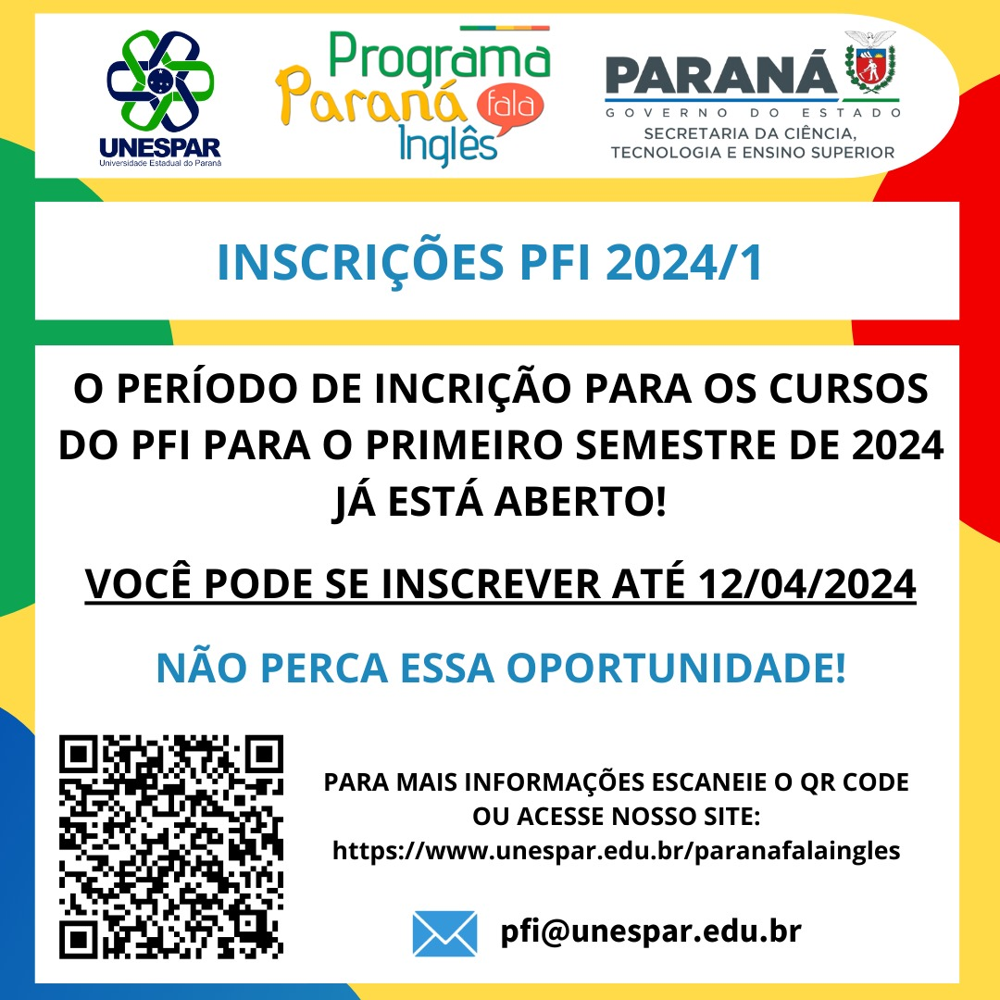 UNESPAR
Universidade Estadual do Paraná
Programa
Paraná fala
Inglês
PARANÁ
GOVERNO DO ESTADO
SECRETARIA DA CIÊNCIA,
TECNOLOGIA E ENSINO SUPERIOR
INSCRIÇÕES PFI 2024/1
O PERÍODO DE INCRIÇÃO PARA OS CURSOS
DO PFI PARA O PRIMEIRO SEMESTRE DE 2024
JÁ ESTÁ ABERTO!
VOCÊ PODE SE INSCREVER ATÉ 12/04/2024
NÃO PERCA ESSA OPORTUNIDADE!
PARA MAIS INFORMAÇÕES ESCANEIE O QR CODE
OU ACESSE NOSSO SITE:
https://www.unespar.edu.br/paranafalaingles
pfi@unespar.edu.br